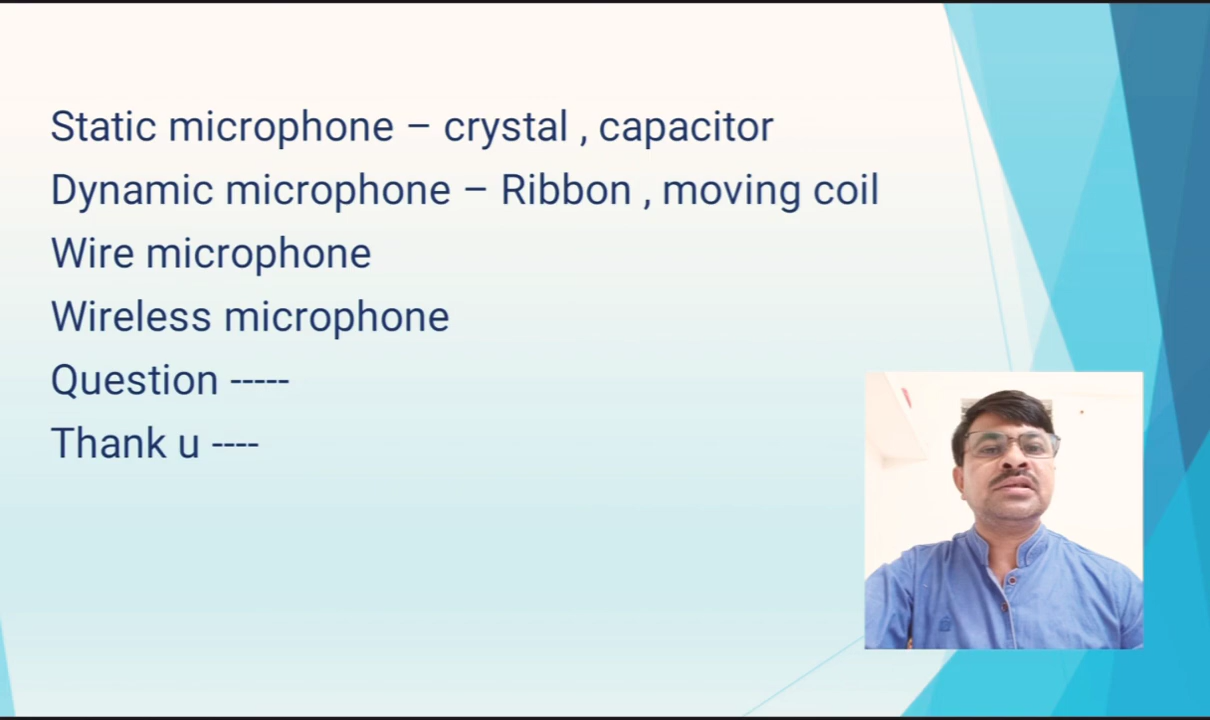 Static microphone – crystal , capacitor
Dynamic microphone – Ribbon , moving coil
Wire microphone
Wireless microphone
Question -----
Thank u ----